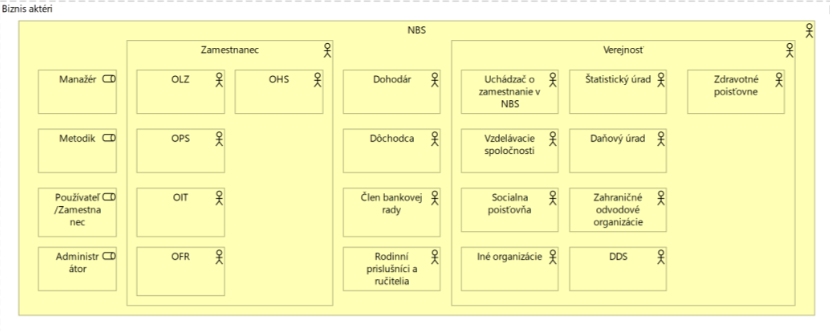 Biznis aktéri
NBS
Zamestnanec
Verejnosť
Manažér
OLZ
OHS
Dohodár
Uchádzač o
zamestnanie v
NBS
Štatistický úrad
Zdravotné
poisťovne
Metodik
OPS
Dôchodca
Vzdelávacie
spoločnosti
Daňový úrad
Používateľ
/Zamestna
nec
OIT
Člen bankovej
rady
Socialna
poisťovňa
Zahraničné
odvodové
organizácie
Administr
átor
OFR
Rodinní
prislušníci a
ručitelia
Iné organizácie
DDS